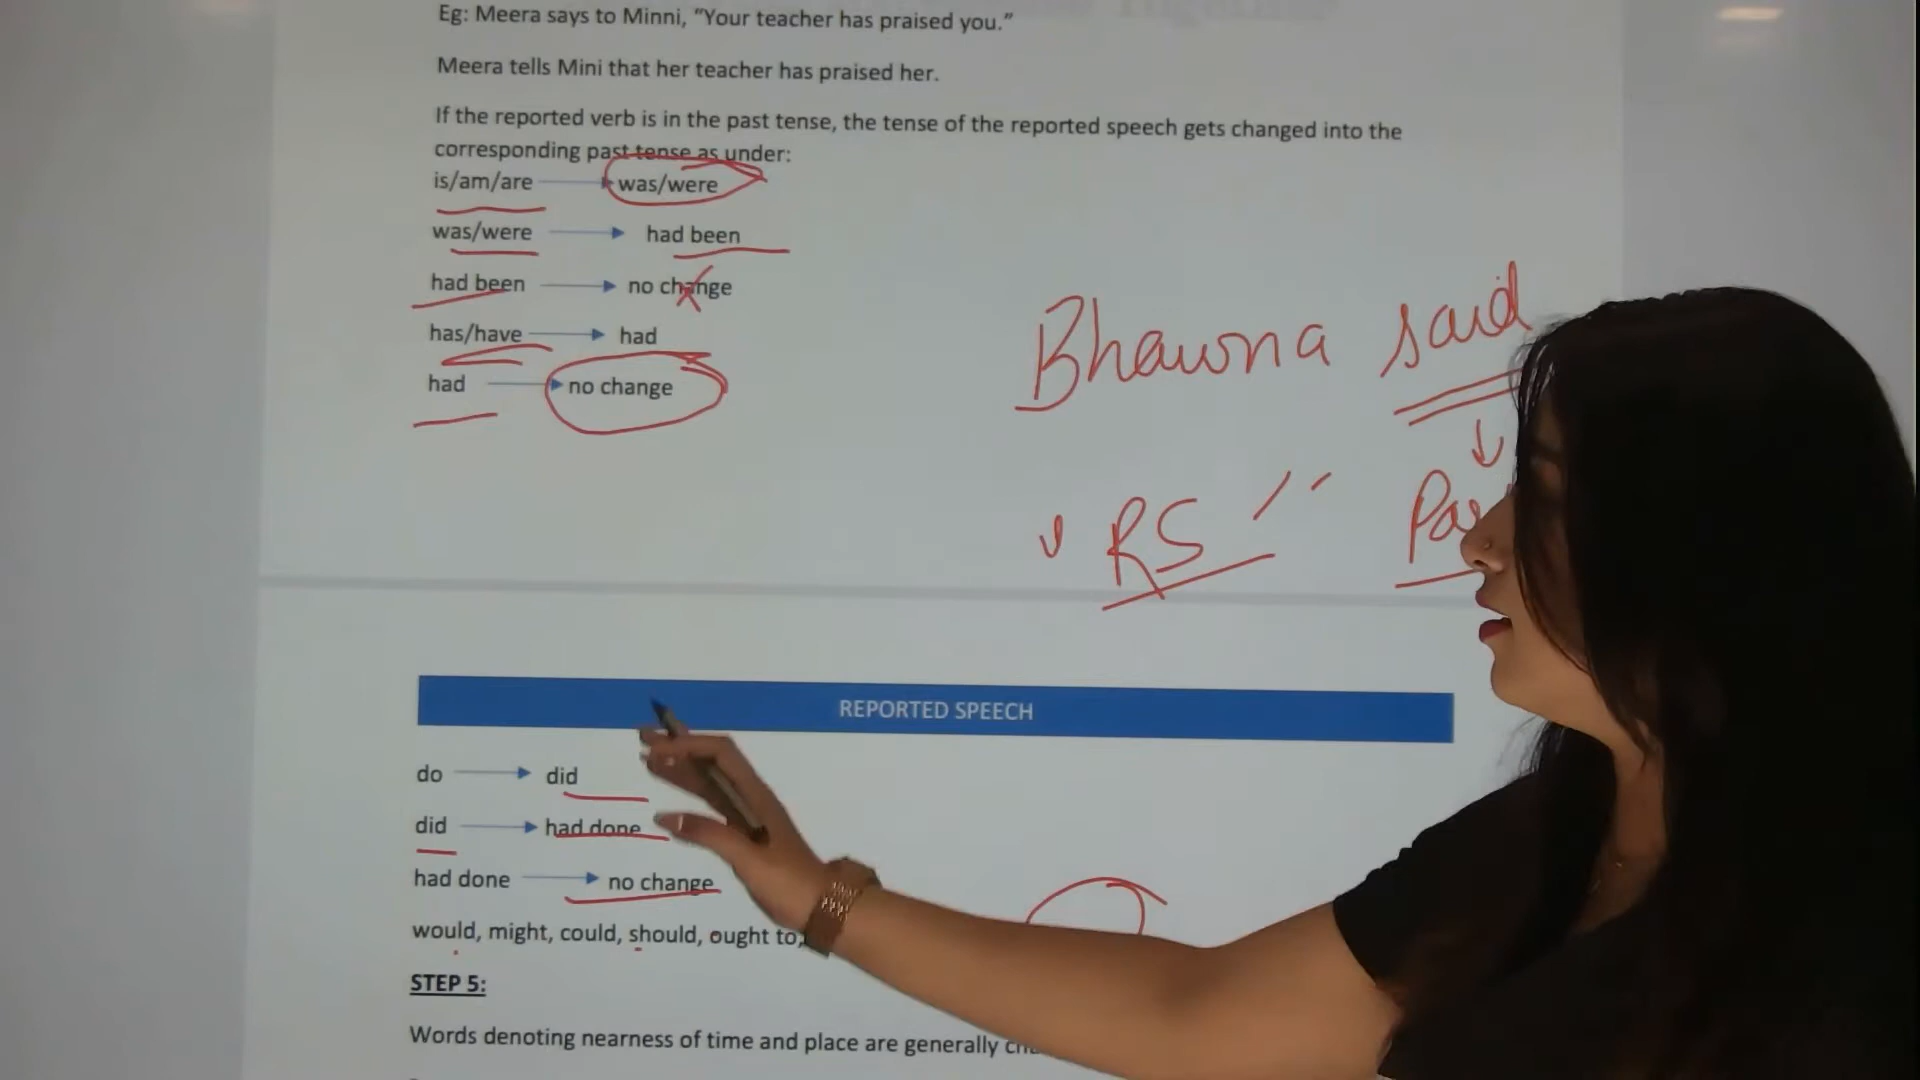 Eg: Meera says to Minni, "Your teacher has praised you."
Meera tells Mini that her teacher has praised her.
If the reported verb is in the past tense, the tense of the reported speech gets changed into the
corresponding past tense as under:
is/am/are was/were
was/were had been
had been no change
has/have had
had no change
Bhawna said
RS
REPORTED SPEECH
do did
did had done
had done no change
would, might, could, should, ought to,
STEP 5:
Words denoting nearness of time and place are generally